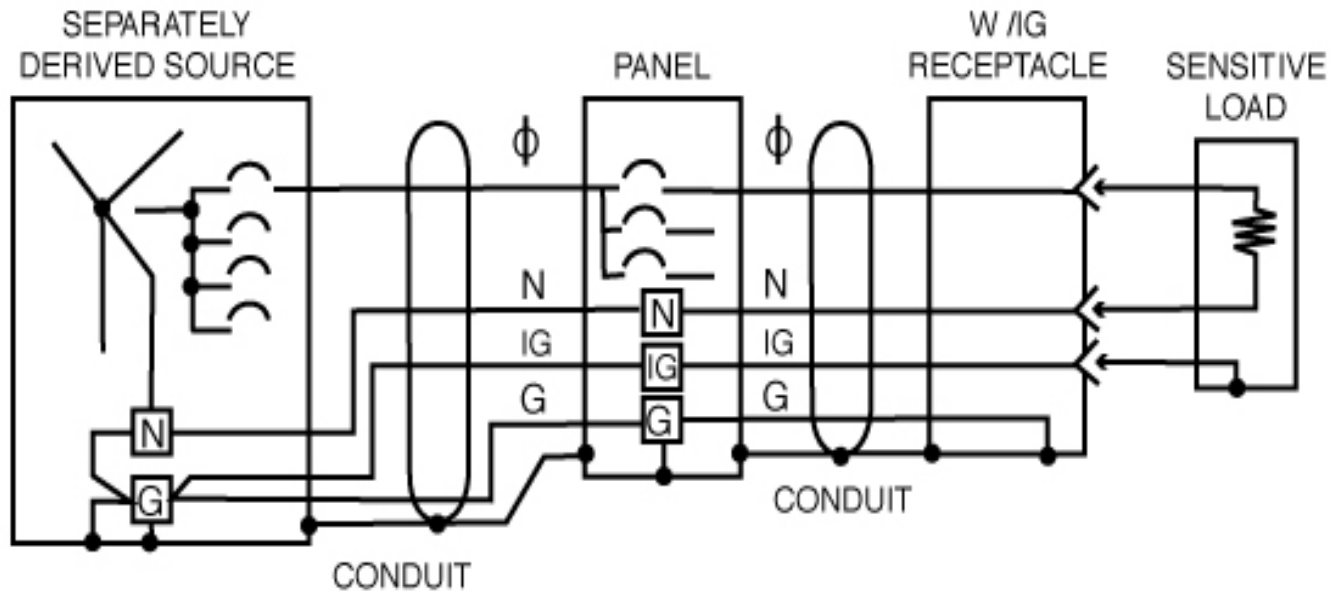 SEPARATELY
DERIVED SOURCE
PANEL
W /IG
RECEPTACLE
SENSITIVE
LOAD
ϕ
ϕ
N
N
N
IG
IG
IG
G
G
G
N
G
CONDUIT
CONDUIT